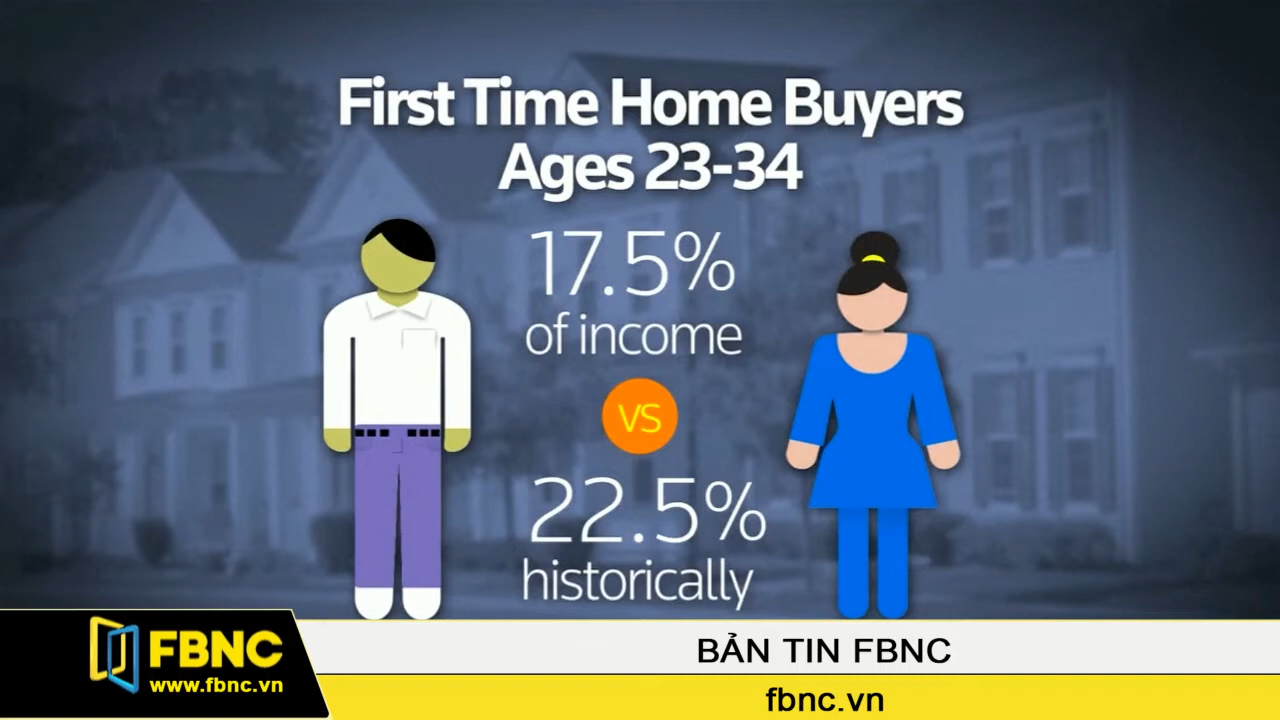 First Time Home Buyers
Ages 23-34
17.5%
of income
VS
22.5%
historically
FBNC
www.fbnc.vn
BẢN TIN FBNC
fbnc.vn